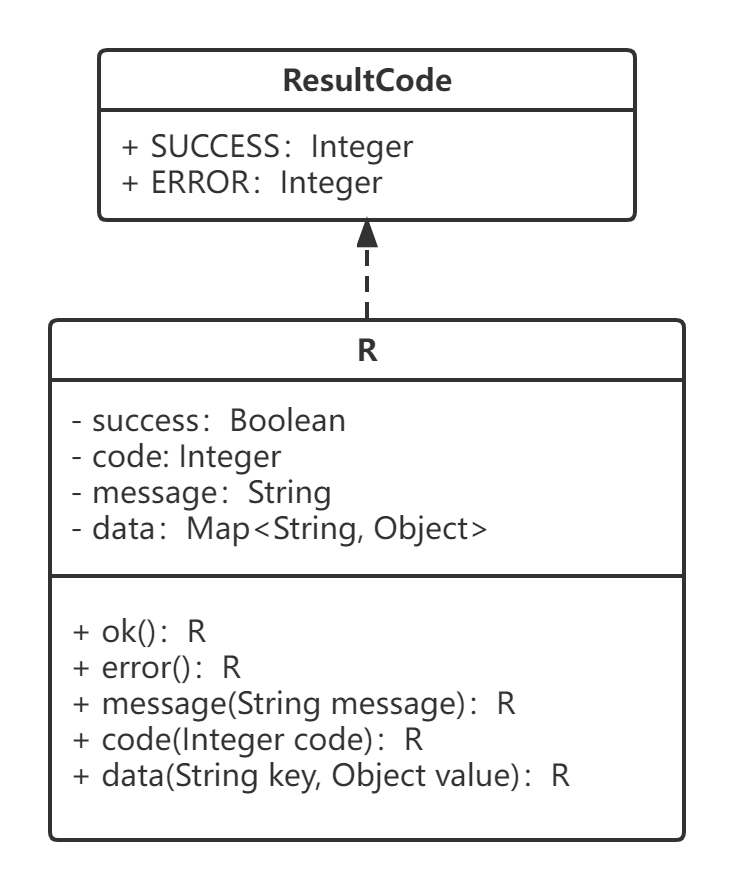 ResultCode
+ SUCCESS：Integer
+ ERROR：Integer
R
- success：Boolean
- code: Integer
- message：String
- data：Map<String, Object>
+ ok()：R
+ error()：R
+ message(String message)：R
+ code(Integer code)：R
+ data(String key, Object value)：R